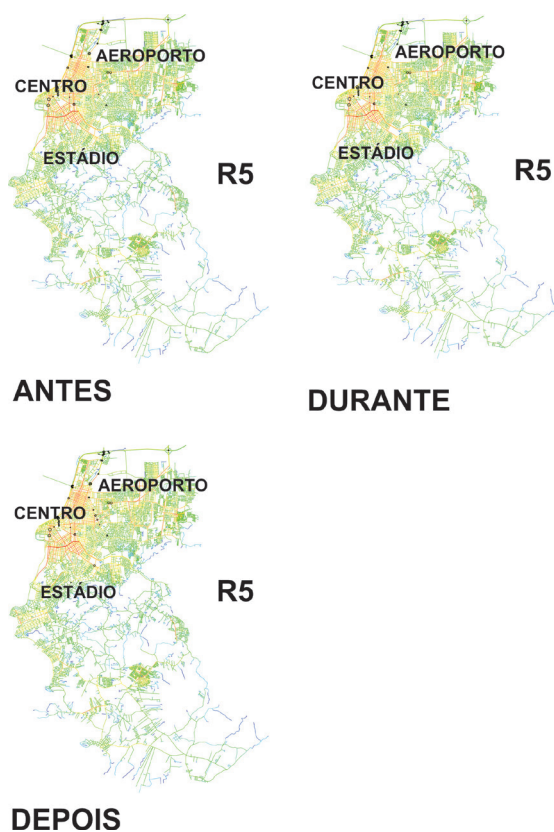 AEROPORTO
CENTRO
ESTÁDIO
R5
ANTES
AEROPORTO
CENTRO
ESTÁDIO
R5
DURANTE
AEROPORTO
CENTRO
ESTÁDIO
R5
DEPOIS